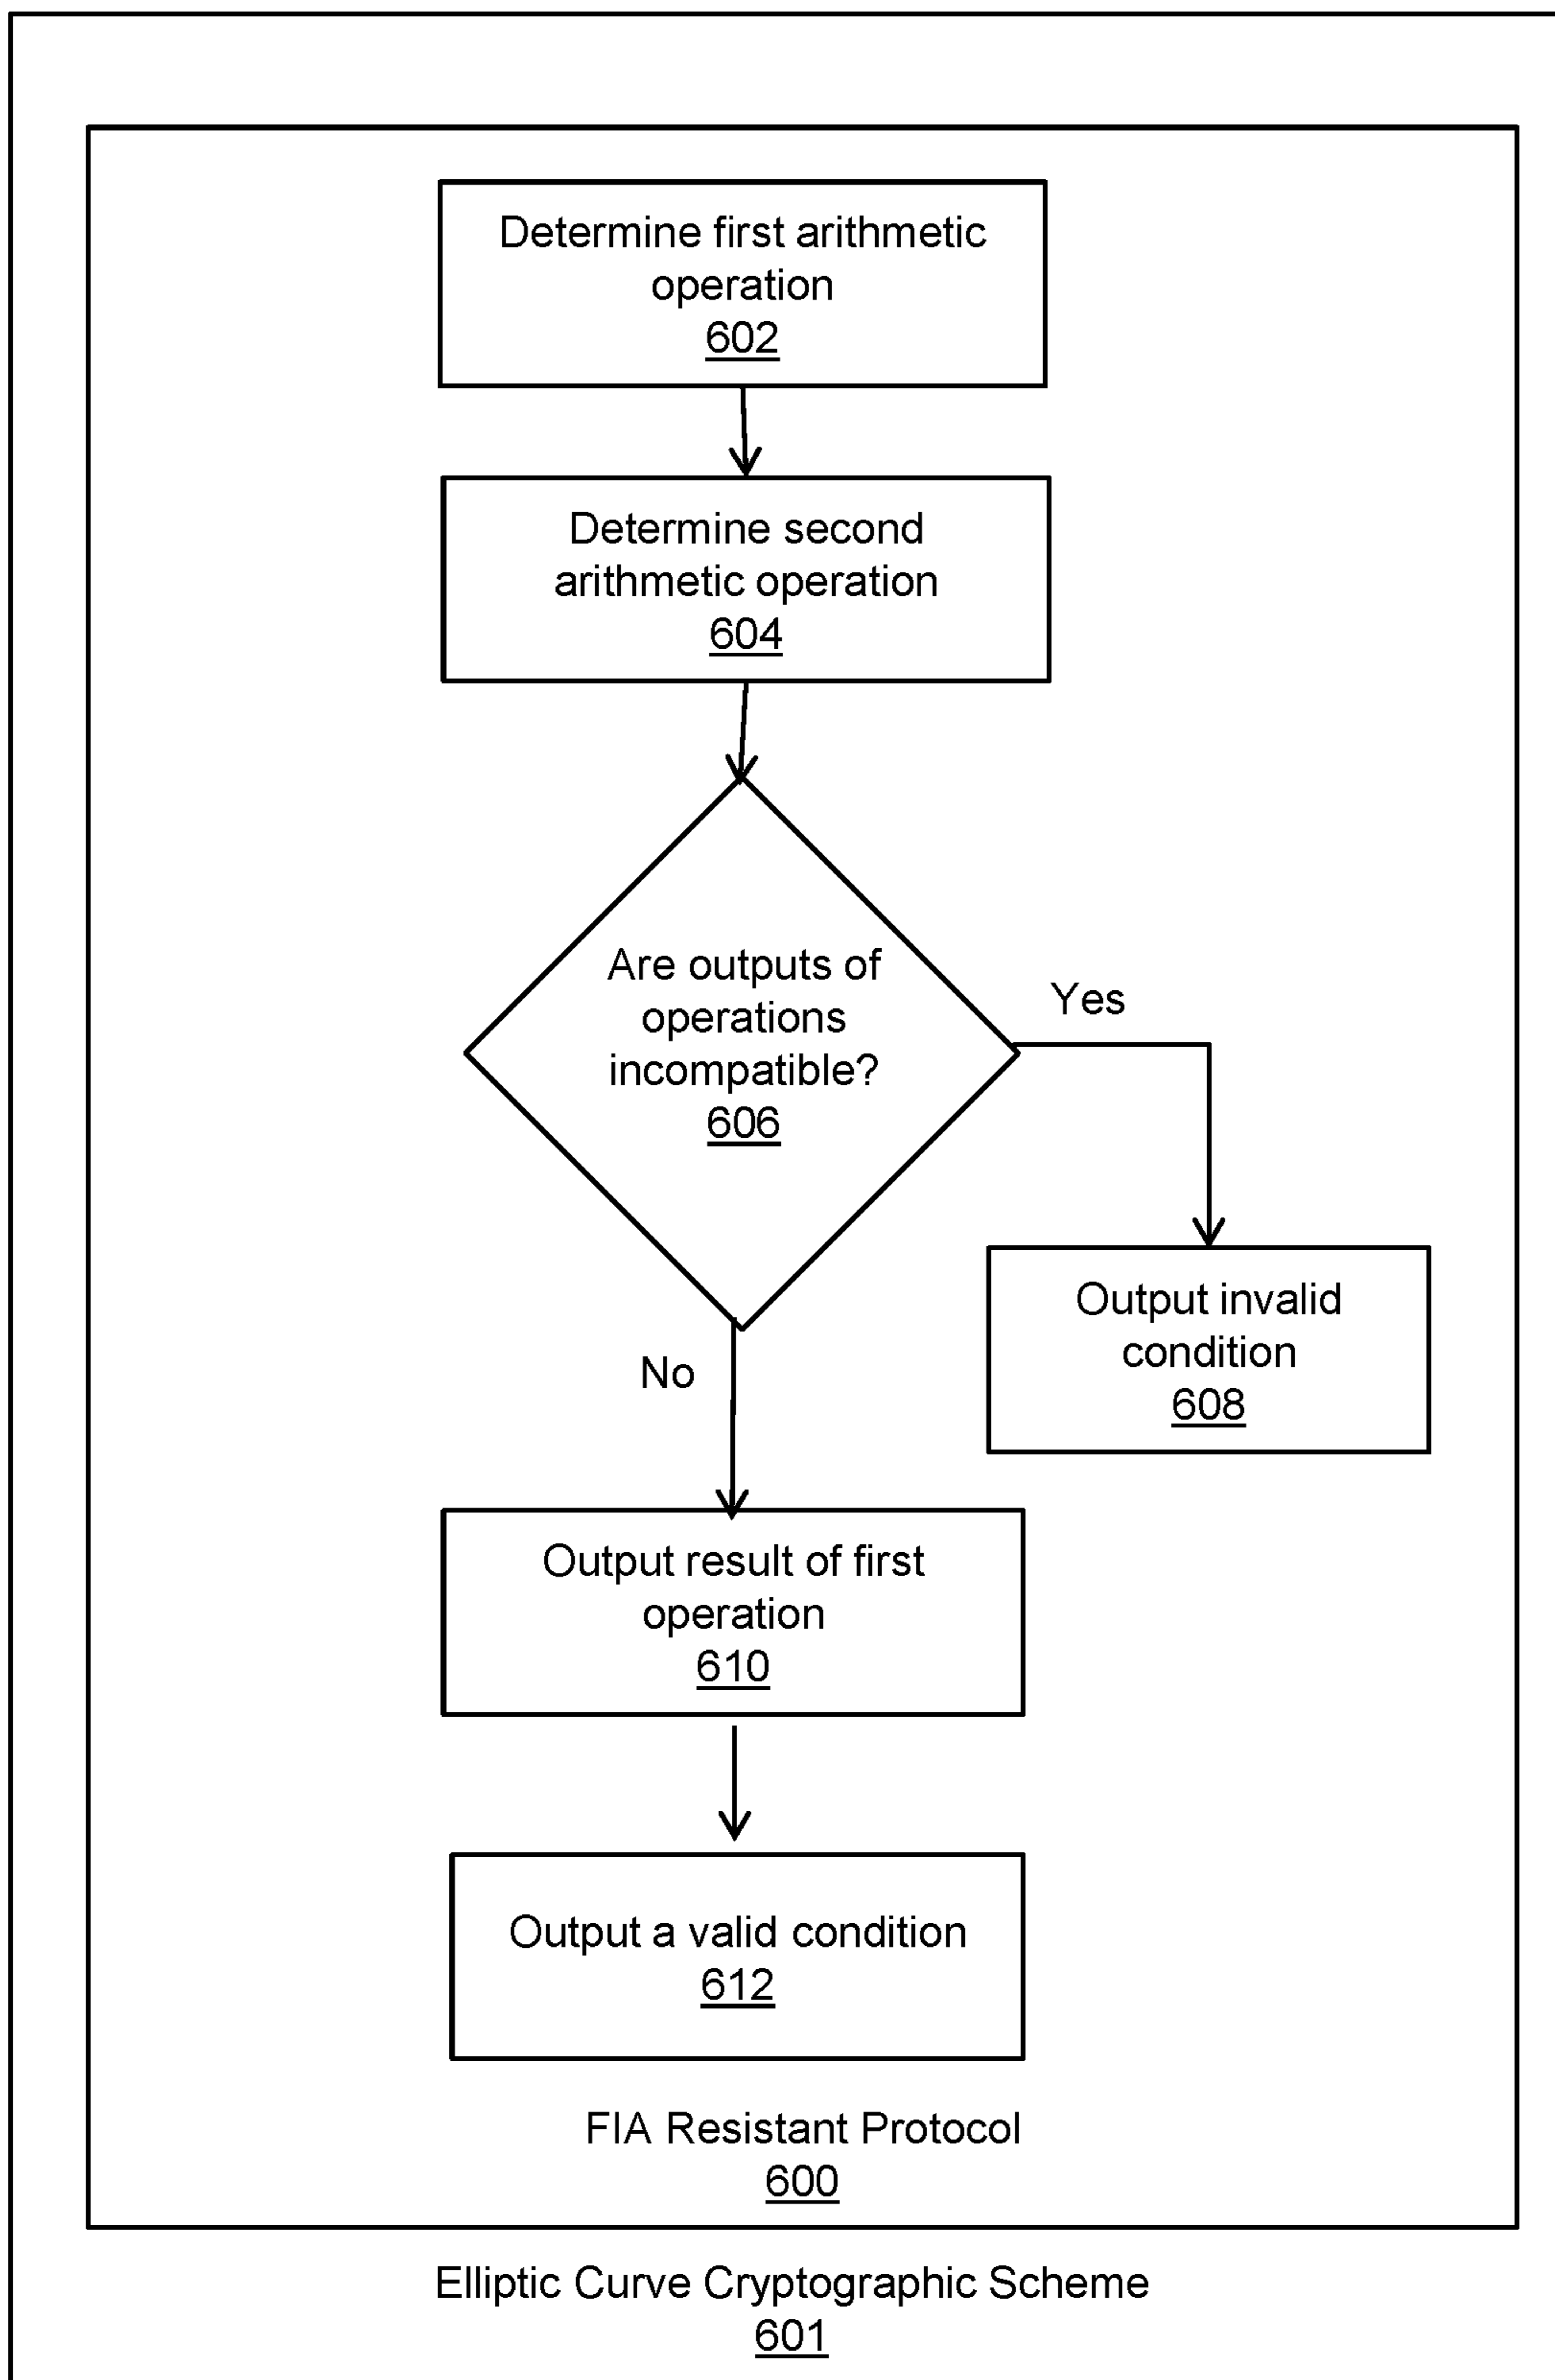 Determine first arithmetic
operation
602
Determine second
arithmetic operation
604
Are outputs of
operations
incompatible?
606
Yes
Output invalid
condition
608
No
Output result of first
operation
610
Output a valid condition
612
FIA Resistant Protocol
600
Elliptic Curve Cryptographic Scheme
601